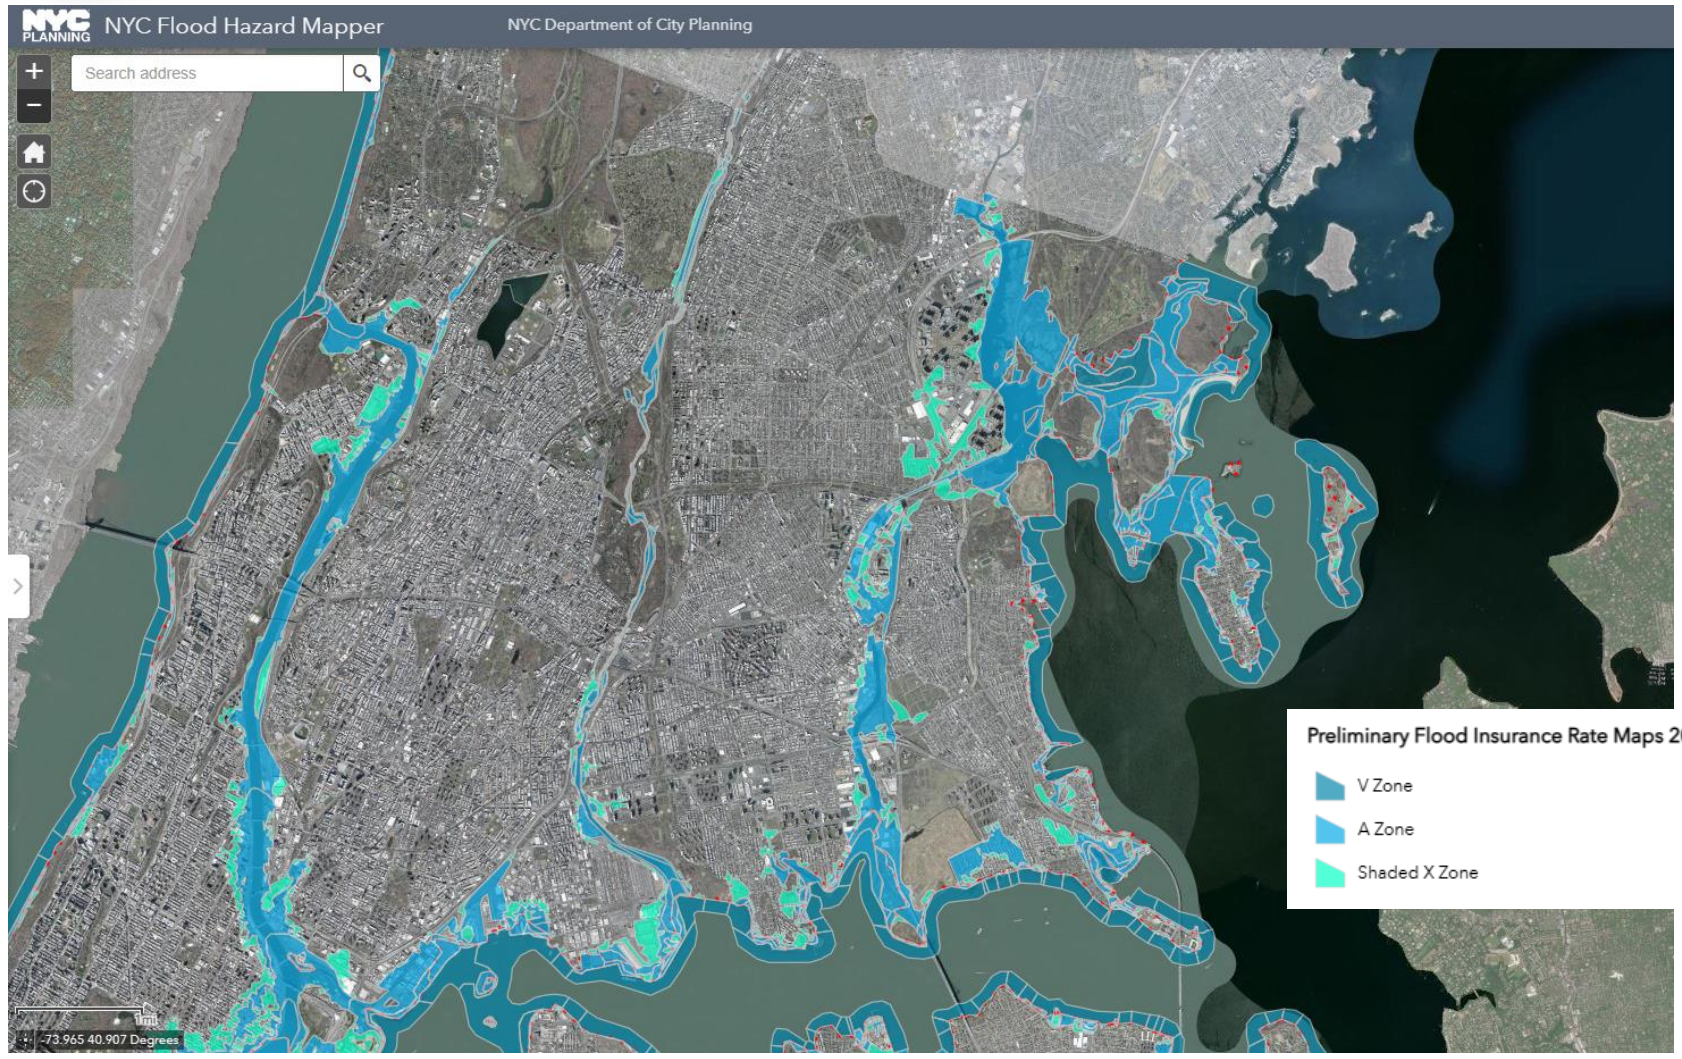 NYC
PLANNING
NYC Flood Hazard Mapper
NYC Department of City Planning
+
Search address
−
Preliminary Flood Insurance Rate Maps 2
V Zone
A Zone
Shaded X Zone
1mi
-73.965 40.907 Degrees